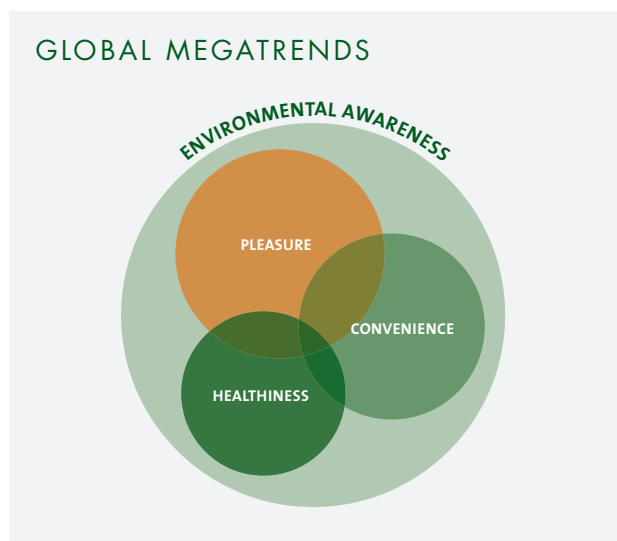 GLOBAL MEGATRENDS
ENVIRONMENTAL AWARENESS
PLEASURE
CONVENIENCE
HEALTHINESS